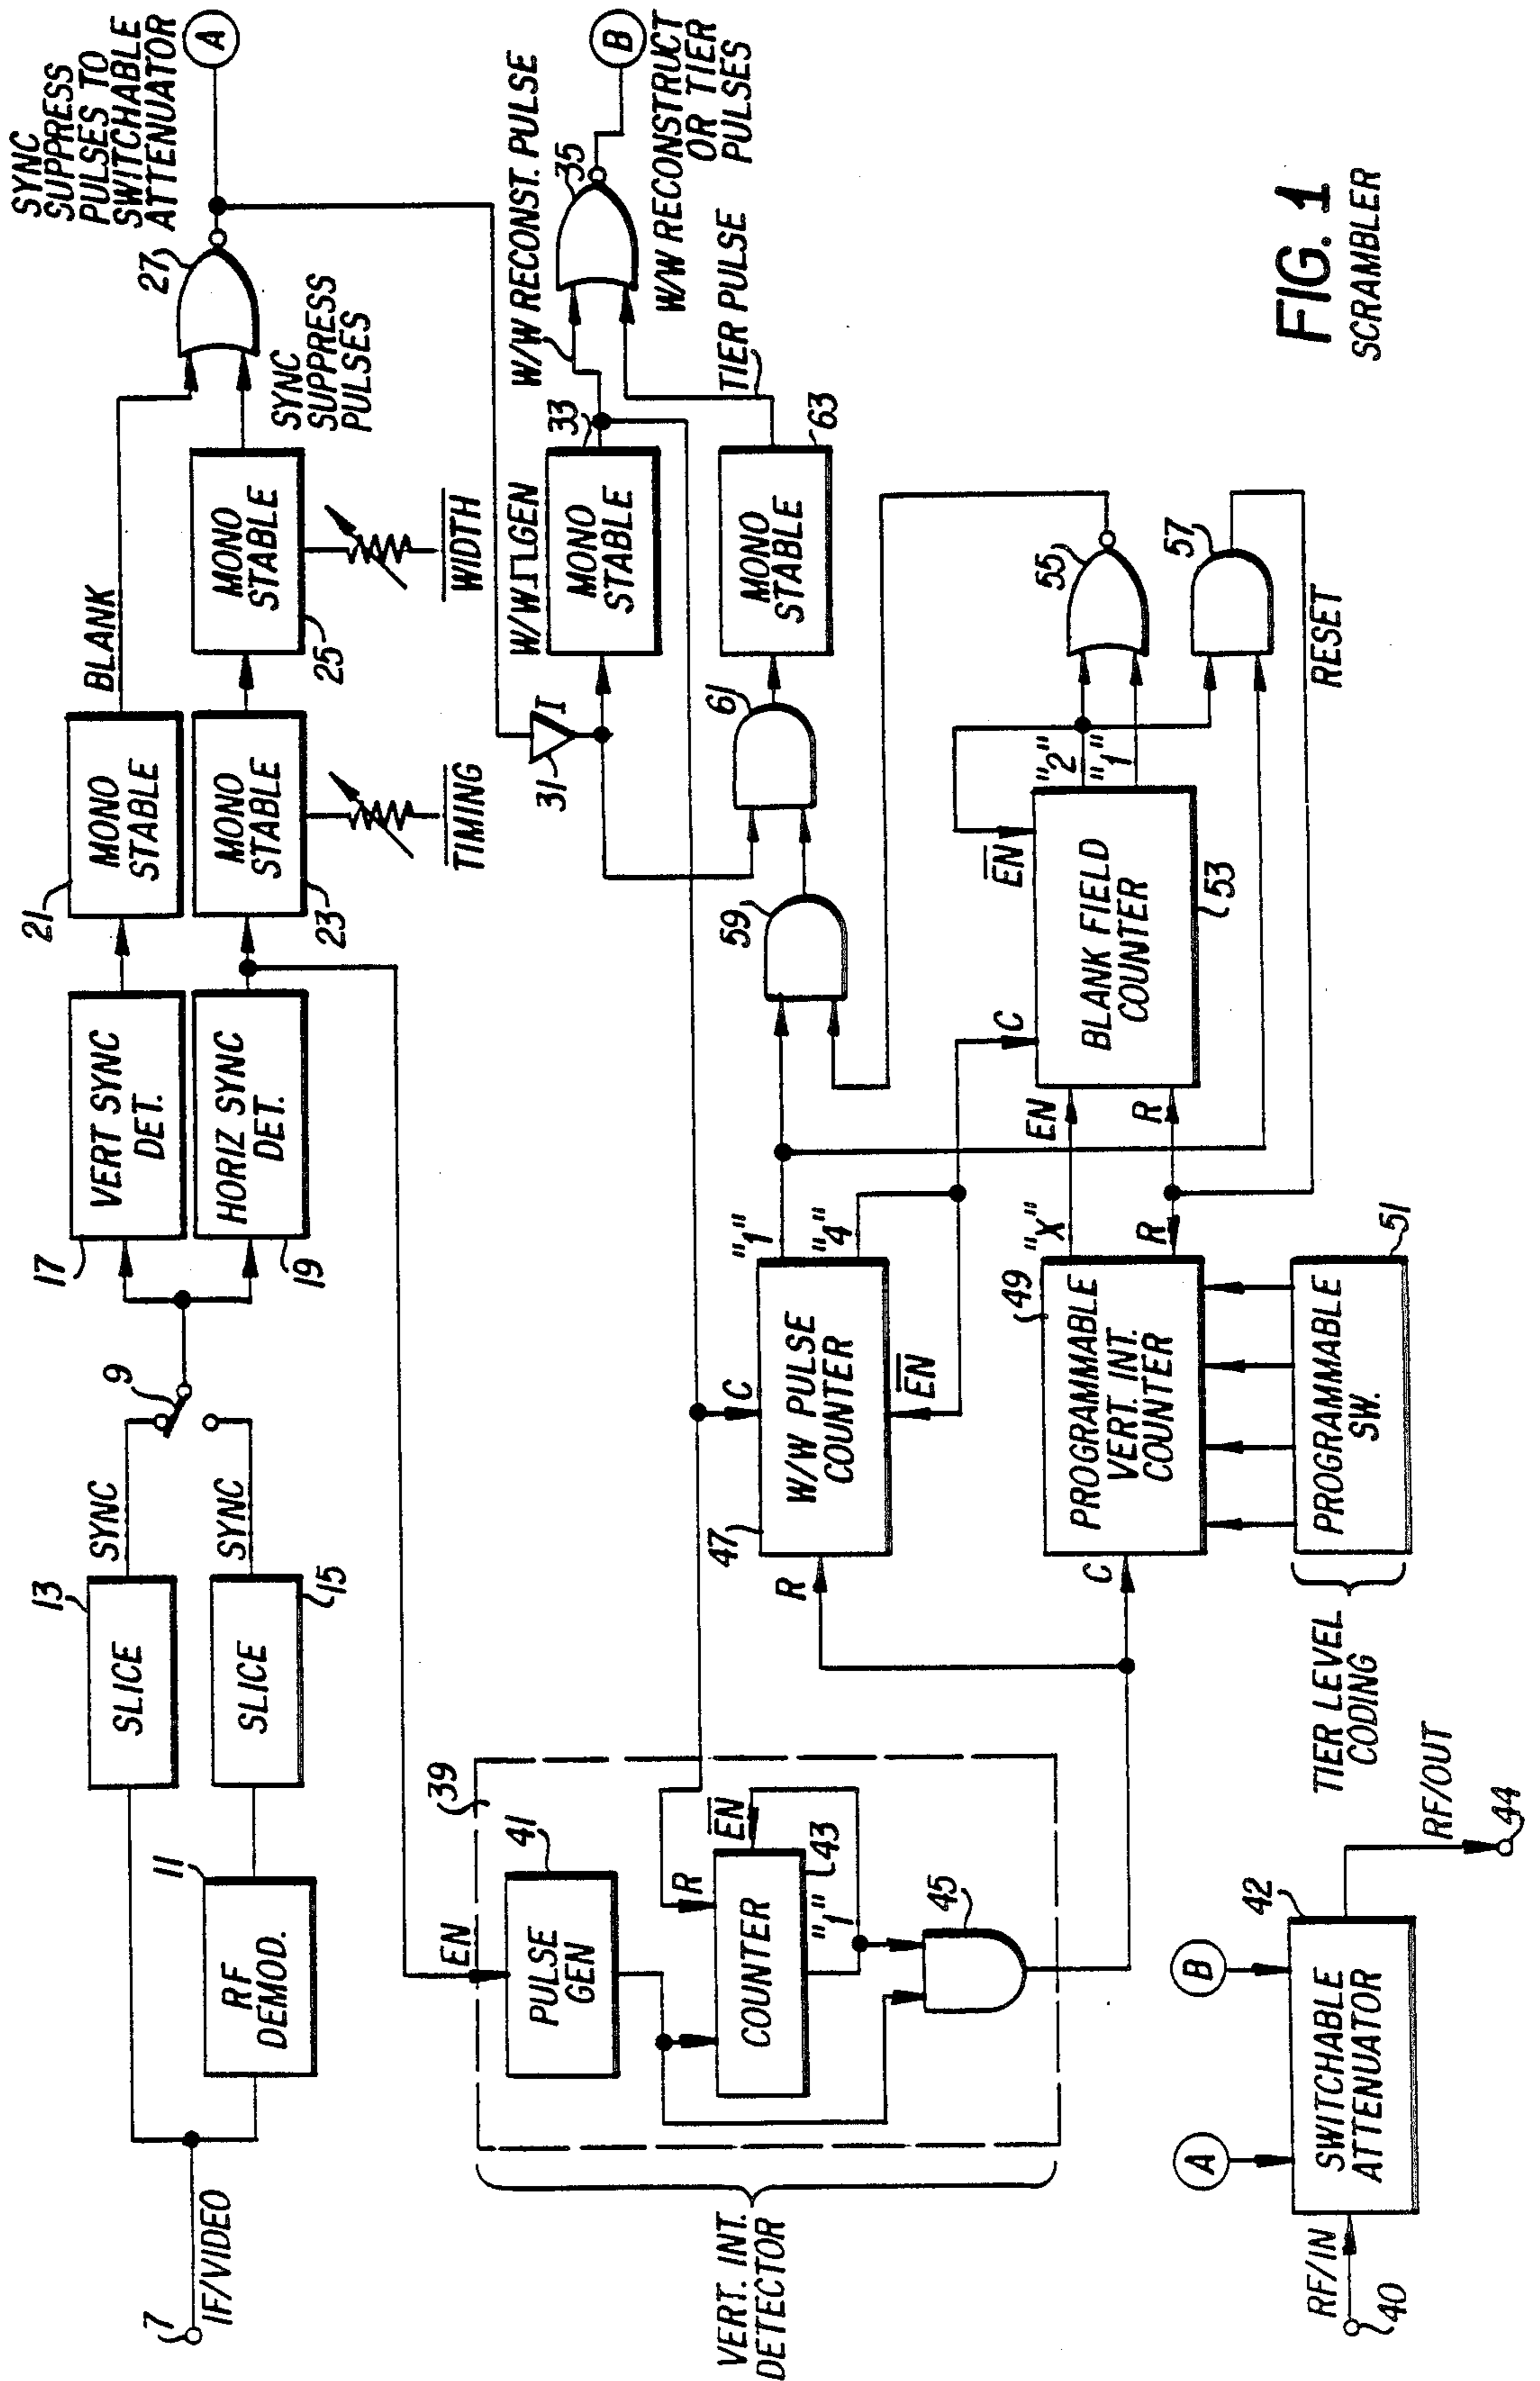 7
IF/VIDEO
11
RF
DEMOD.
13
SLICE
SLICE
15
SYNC
SYNC
9
17
VERT SYNC
DET.
HORIZ SYNC
DET.
19
21
MONO
STABLE
MONO
STABLE
23
TIMING
BLANK
MONO
STABLE
25
WIDTH
27
SYNC
SUPPRESS
PULSES
SYNC
SUPPRESS
PULSES TO
SWITCHABLE
ATTENUATOR
A
31
I
W/W GEN
MONO
STABLE
33
W/W RECONST. PULSE
35
B
W/W RECONSTRUCT
OR TIER
PULSES
TIER PULSE
MONO
STABLE
63
61
59
VERT. INT.
DETECTOR
39
EN
41
PULSE
GEN
R
EN
COUNTER
43
"1"
45
47
R
C
W/W PULSE
COUNTER
EN
"1"
"4"
C
49
PROGRAMMABLE
VERT. INT.
COUNTER
"X"
R
EN
R
C
EN
BLANK FIELD
COUNTER
53
"2"
"1"
55
57
RESET
TIER LEVEL
CODING
PROGRAMMABLE
SW.
51
RF/IN
40
A
B
SWITCHABLE
ATTENUATOR
42
RF/OUT
44
FIG. 1
SCRAMBLER